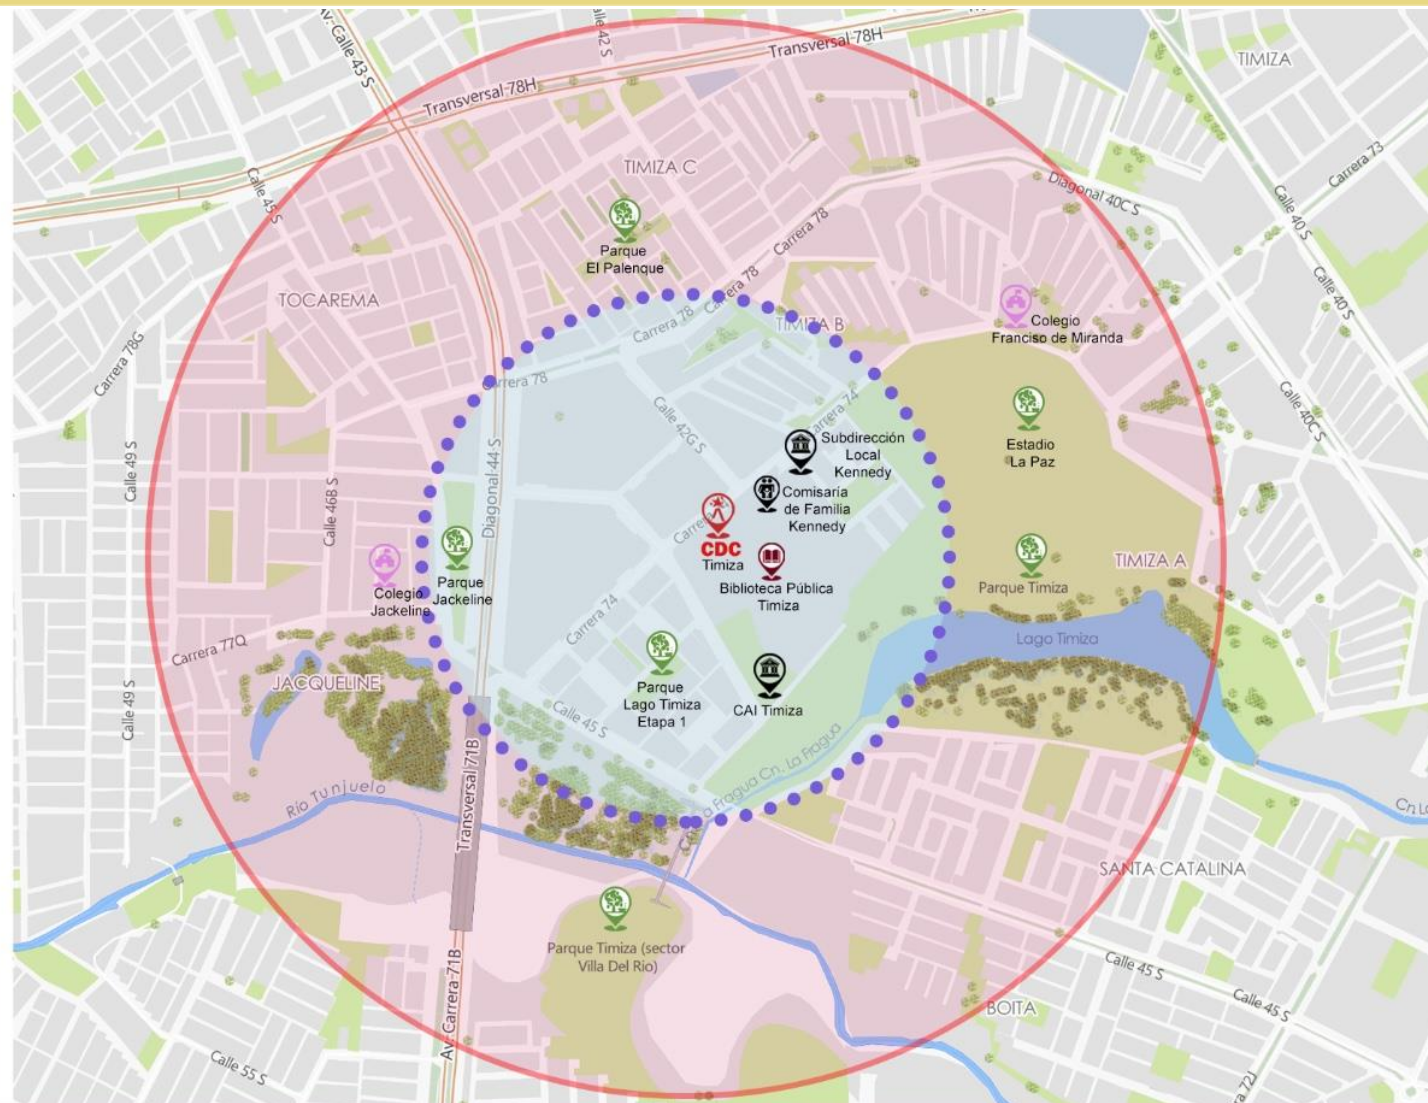 Av. Calle 43 S
Calle 42 S
Transversal 78H
Transversal 78H
TIMIZA
Calle 45 S
TIMIZA C
Carrera 73
Diagonal 40C S
Calle 40 S
Parque
El Palenque
Carrera 78
Carrera 78
Calle 40 S
TOCAREMA
Carrera 78
TIMIZA B
Colegio
Franciso de Miranda
Carrera 78G
Carrera 78
Carrera 74
Calle 40C S
Calle 42G S
Subdirección
Local
Kennedy
Estadio
La Paz
Calle 49 S
Calle 46B S
Diagonal 44 S
Comisaría
de Familia
Kennedy
CDC
Timiza
Biblioteca Pública
Timiza
Parque
Jackeline
Colegio
Jackeline
Parque Timiza
TIMIZA A
Carrera 74
Lago Timiza
Carrera 77Q
JACQUELINE
Parque
Lago Timiza
Etapa 1
CAI Timiza
Calle 49 S
Calle 45 S
Transversal 71B
La Fragua Cn. La Fragua
Río Tunjuelo
SANTA CATALINA
Parque Timiza (sector
Villa Del Rio)
Calle 45 S
Calle 45 S
BOITA
Av. Carrera 71B
Calle 55 S
72J